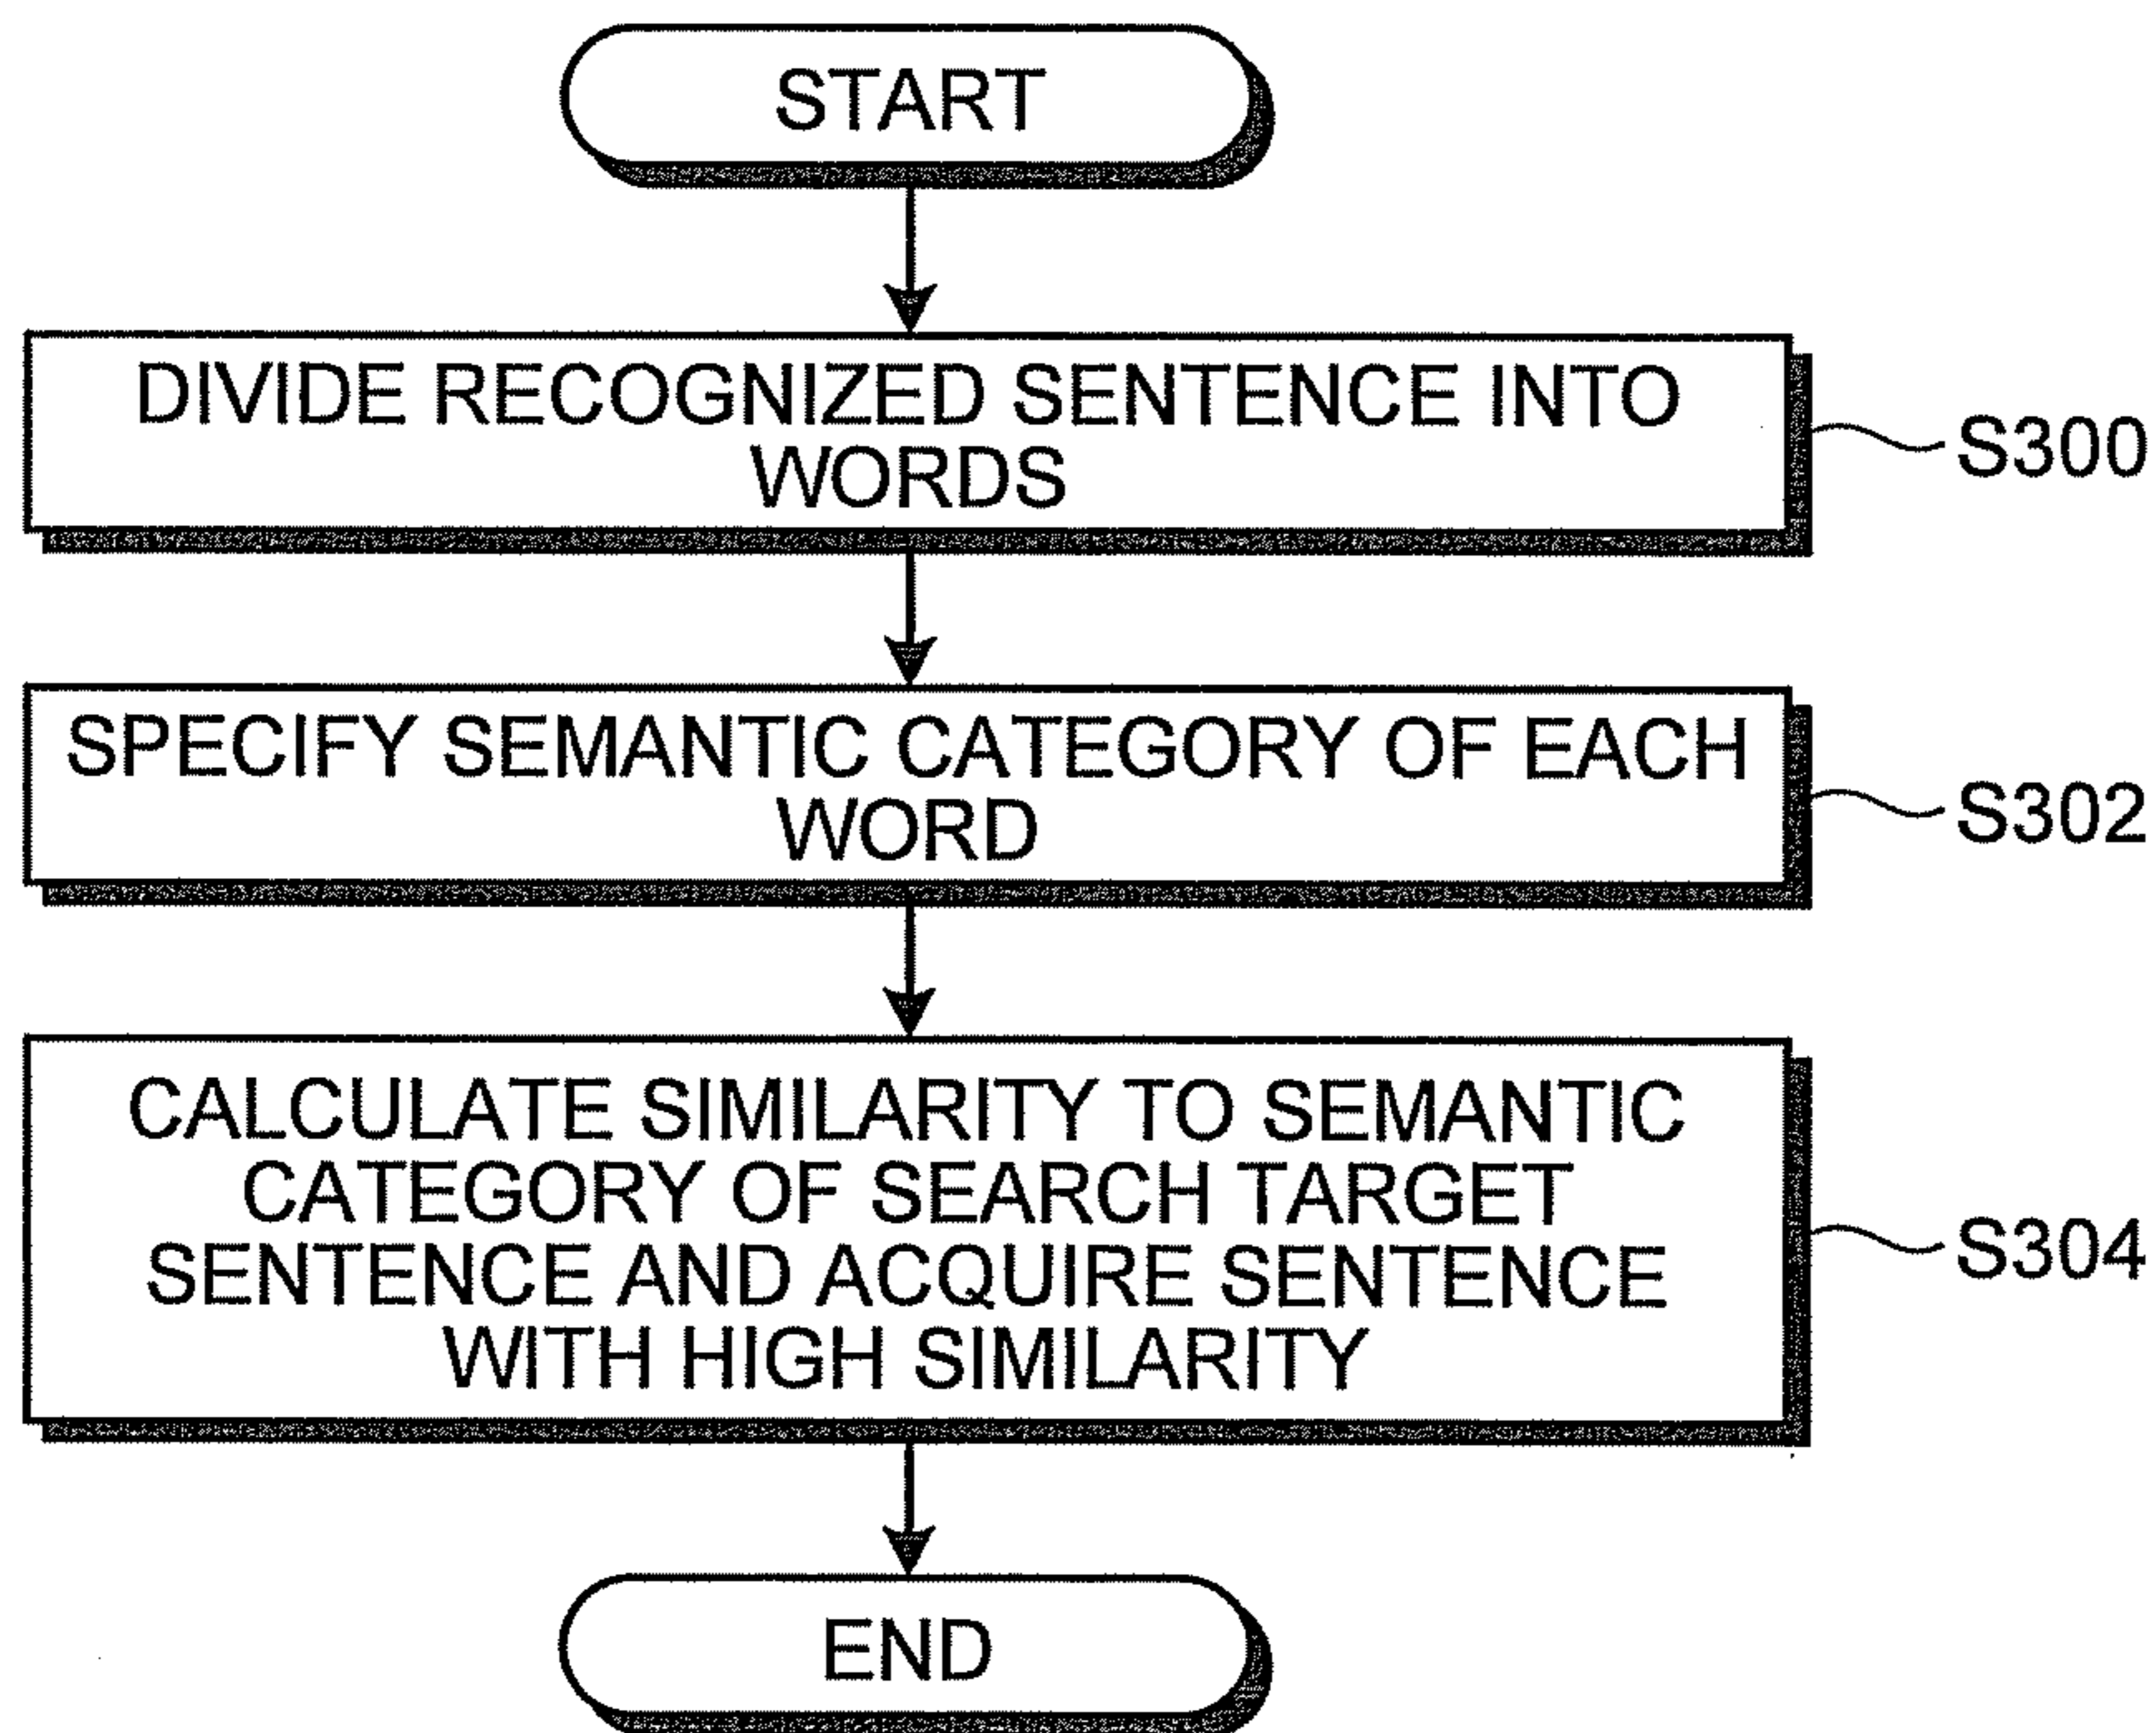 START
DIVIDE RECOGNIZED SENTENCE INTO
WORDS
S300
SPECIFY SEMANTIC CATEGORY OF EACH
WORD
S302
CALCULATE SIMILARITY TO SEMANTIC
CATEGORY OF SEARCH TARGET
SENTENCE AND ACQUIRE SENTENCE
WITH HIGH SIMILARITY
S304
END